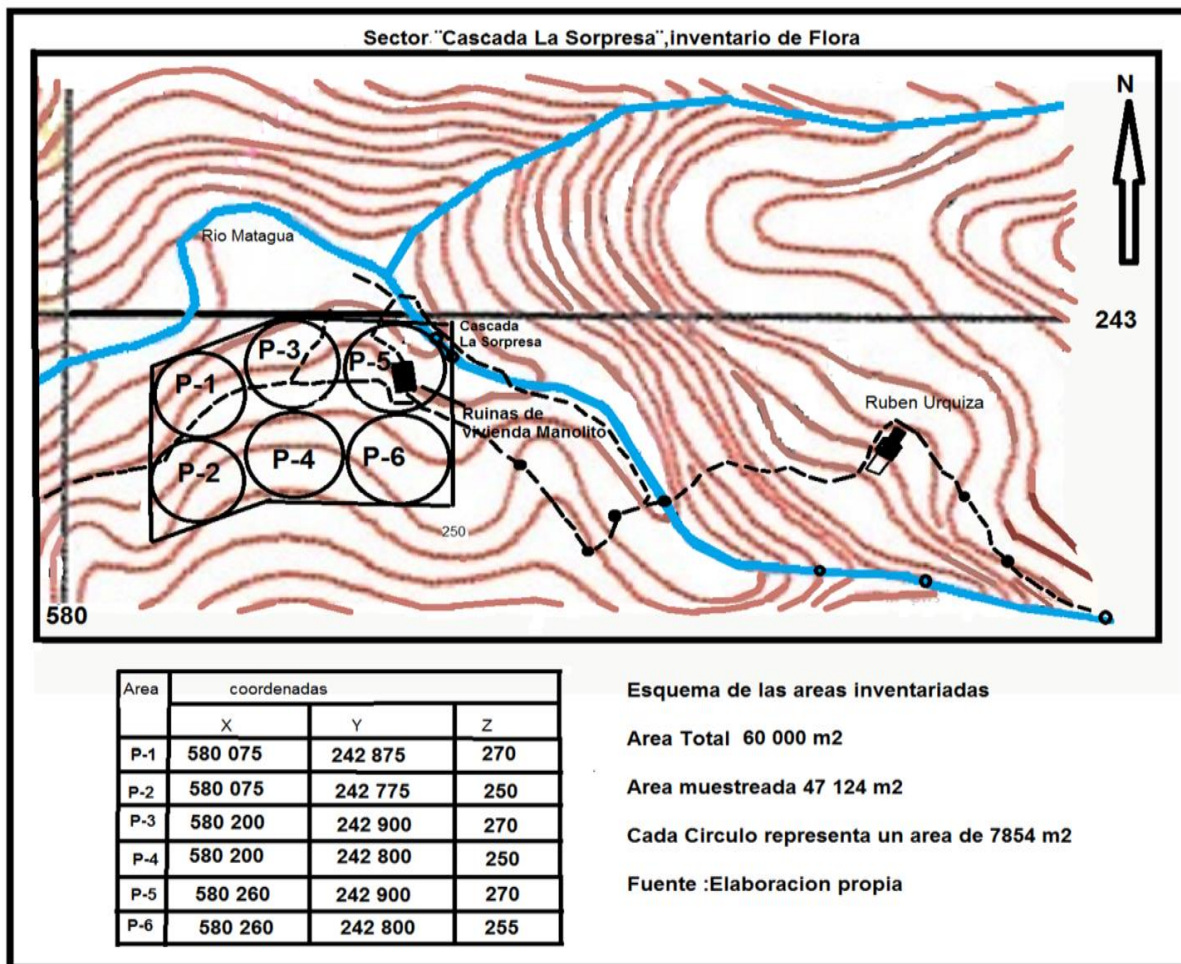 Sector ¨Cascada La Sorpresa¨,inventario de Flora
N
Rio Matagua
243
Cascada
La Sorpresa
P-3
P-5
P-1
Ruben Urquiza
Ruinas de
vivienda Manolito
P-4
P-6
P-2
250
580
Area coordenadas
X Y Z
P-1 580 075 242 875 270
P-2 580 075 242 775 250
P-3 580 200 242 900 270
P-4 580 200 242 800 250
P-5 580 260 242 900 270
P-6 580 260 242 800 255
Esquema de las areas inventariadas
Area Total 60 000 m2
Area muestreada 47 124 m2
Cada Circulo representa un area de 7854 m2
Fuente :Elaboracion propia